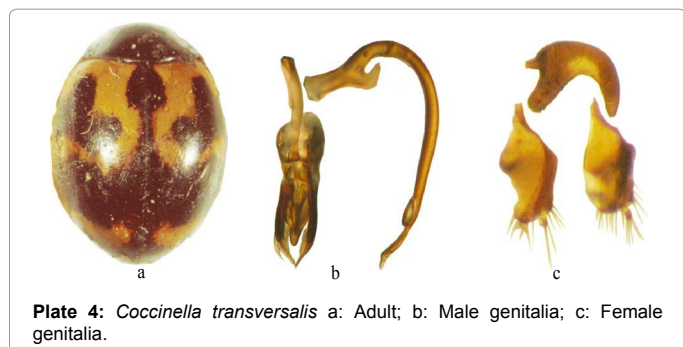 a
b
c
Plate 4: Coccinella transversalis a: Adult; b: Male genitalia; c: Female
genitalia.